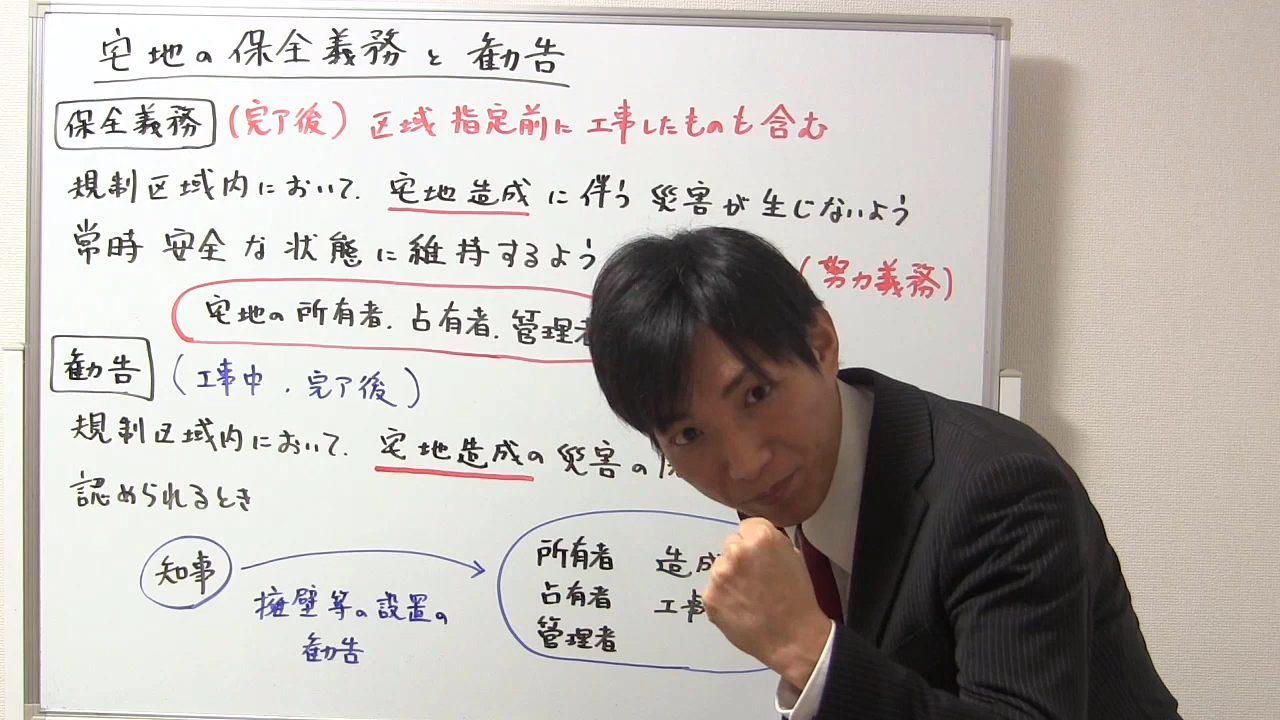 宅地の保全義務と勧告
保全義務 (完了後) 区域指定前に工事したものも含む
規制区域内において、宅地造成に伴う災害が生じないよう
常時安全な状態に維持するよう
(努力義務)
宅地の所有者、占有者、管理者
勧告 (工事中・完了後)
規制区域内において、宅地造成の災害の
認められるとき
知事
擁壁等の設置の
勧告
所有者 造成
占有者 工事
管理者